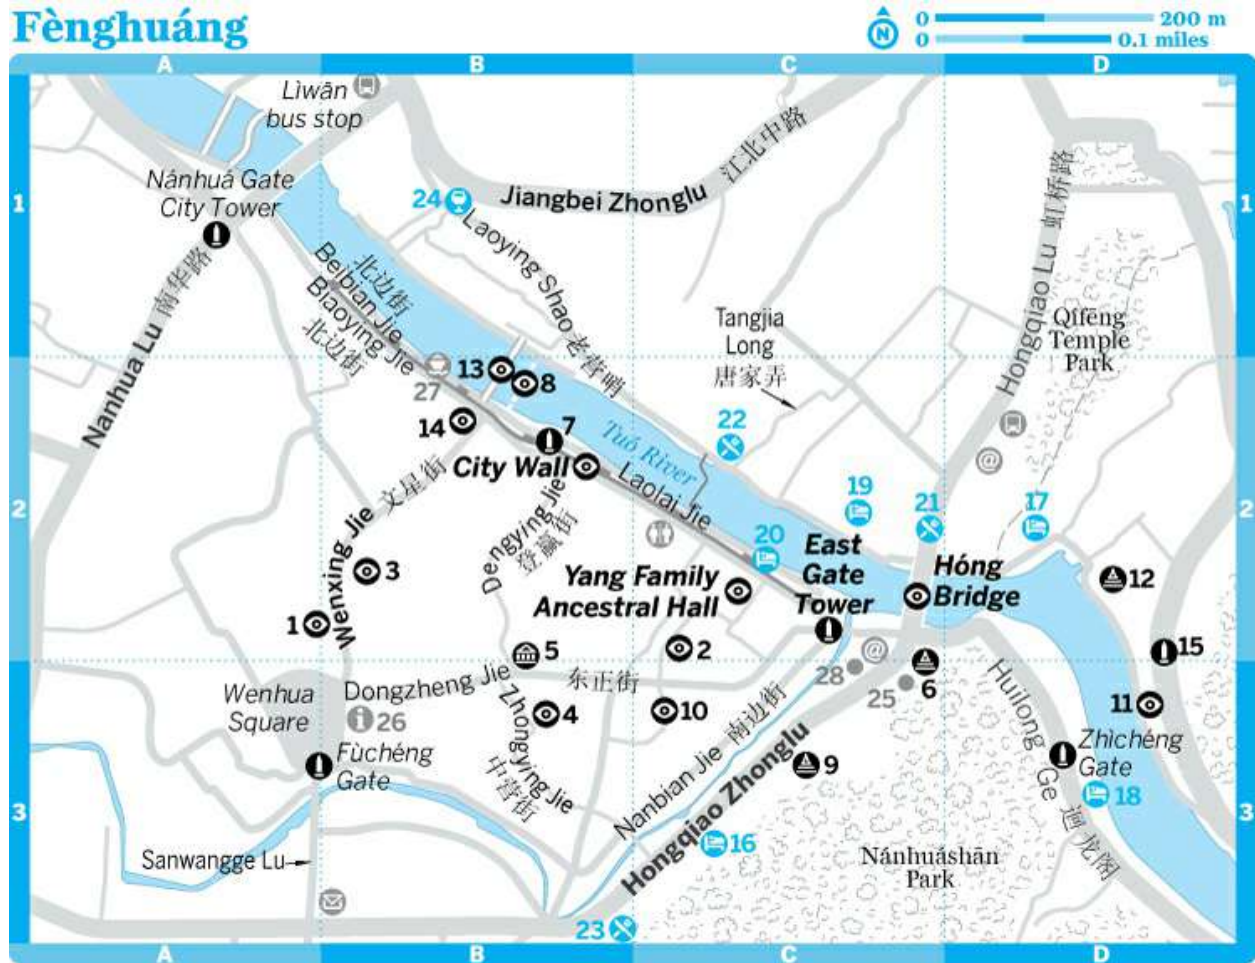 Fènghuáng
N
0 200 m
0 0.1 miles
A B C D
Lìwān
bus stop
Nánhuá Gate
City Tower
24
Jiangbei Zhonglu 江北中路
Laoying Shao 老营哨
Hongqiao Lu 虹桥路
1 1
Nanhua Lu 南华路
北边街
Beibian Jie
Biaoying Jie
北边街
Tangjia
Long
唐家弄
Qífēng
Temple
Park
13
8
27
14
7
City Wall
Tuó River
22
Laolai Jie
@
19
21
17
2 2
Wenxing Jie 文星街
Dengying Jie
登瀛街
20
East
Gate
Tower
Hóng
Bridge
3
Yang Family
Ancestral Hall
12
1
5
2
@
28
15
Dongzheng Jie 东正街
Wenhua
Square
26
Zhongying Jie
中营街
4
10
25
6
11
Huilong Ge 迴龙阁
Nanbian Jie 南边街
Fùchéng
Gate
Hongqiao Zhonglu
9
Zhìchéng
Gate
18
3 3
Sanwangge Lu
16
Nánhuáshān
Park
23
A B C D